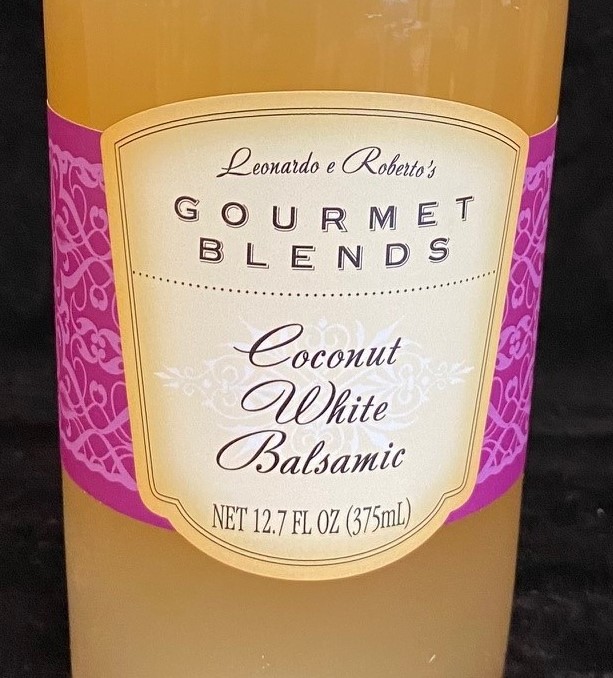 Leonardo e Roberto's
GOURMET
BLENDS
Coconut
White
Balsamic
NET 12.7 FL OZ (375mL)